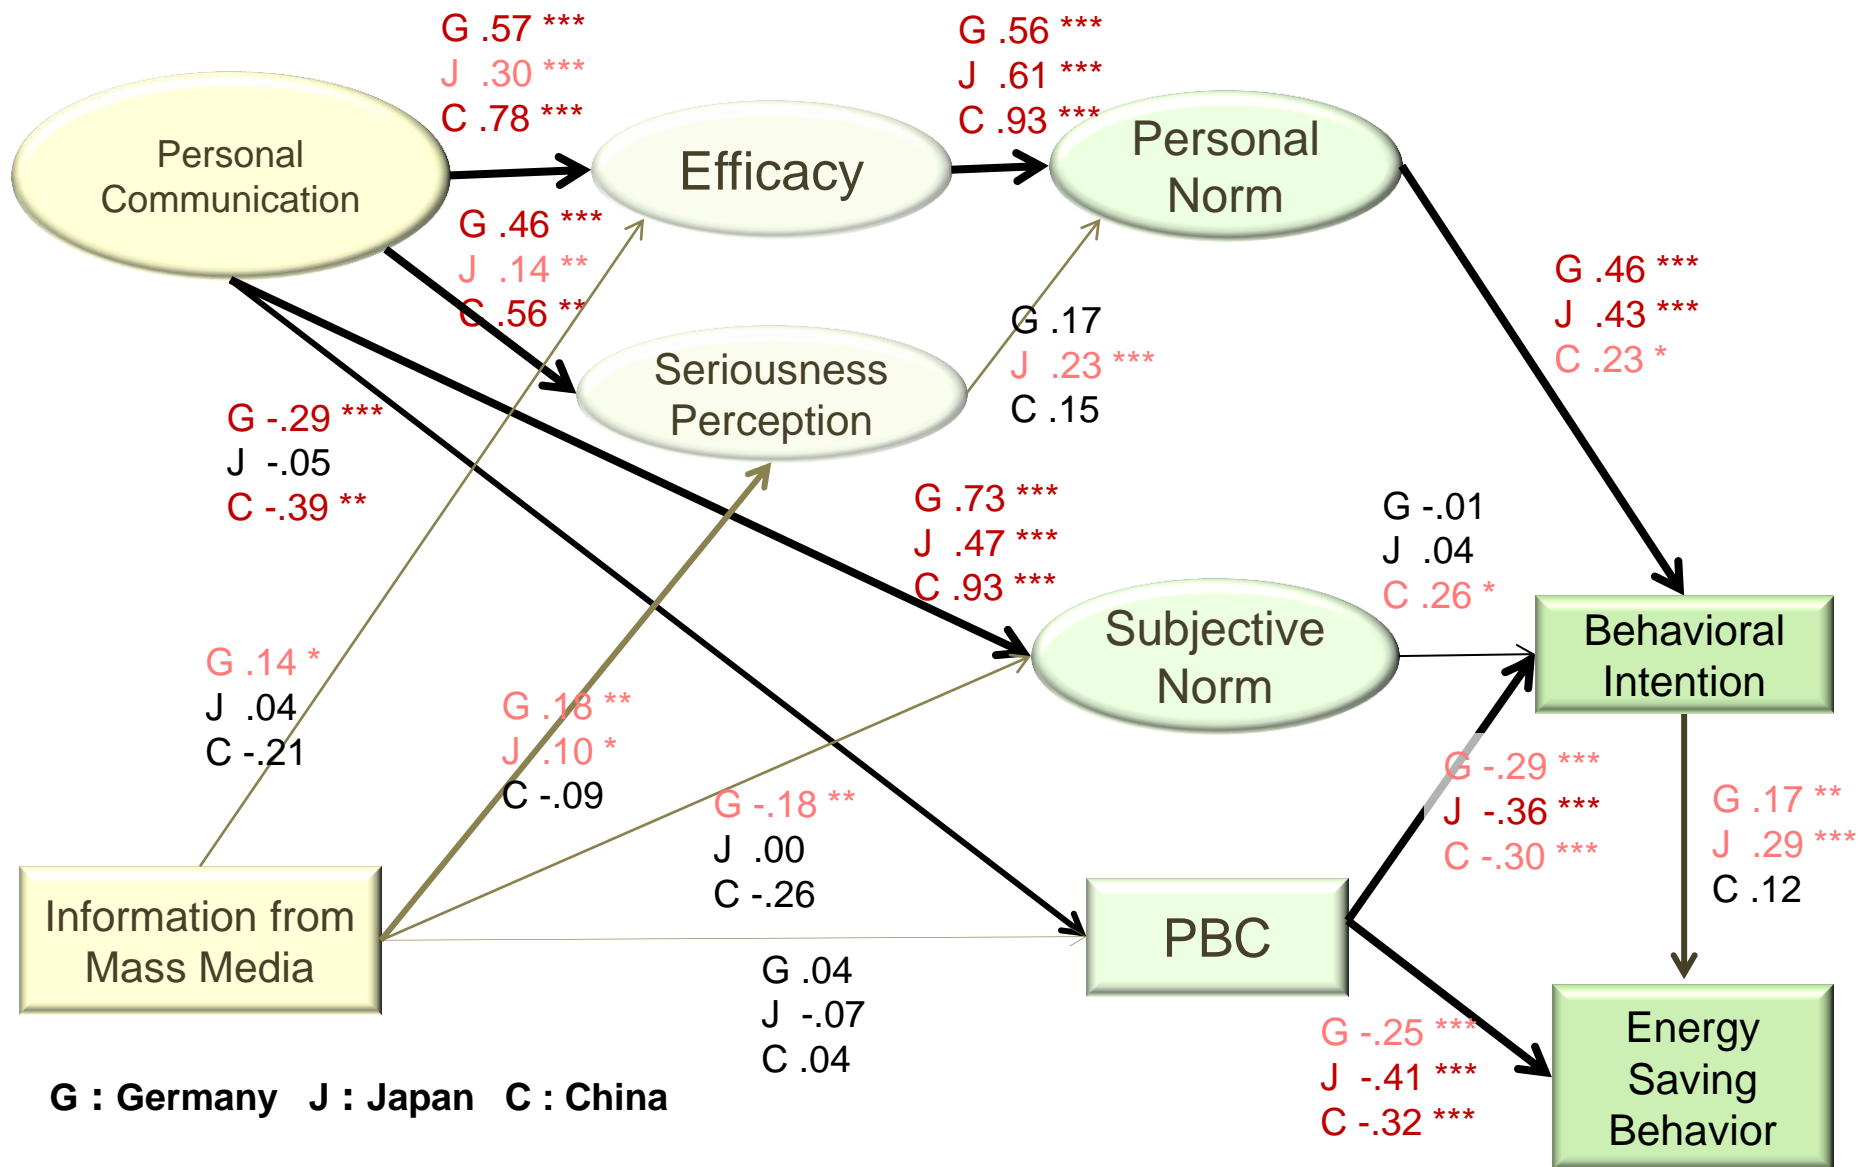 G .57 ***
J .30 ***
C .78 ***
G .56 ***
J .61 ***
C .93 ***
Personal
Communication
Efficacy
Personal
Norm
G .46 ***
J .14 **
C .56 **
G .46 ***
J .43 ***
C .23 *
G .17
J .23 ***
C .15
Seriousness
Perception
G -.29 ***
J -.05
C -.39 **
G .73 ***
J .47 ***
C .93 ***
G -.01
J .04
C .26 *
Subjective
Norm
Behavioral
Intention
G .14 *
J .04
C -.21
G .18 **
J .10 *
C -.09
G -.18 **
J .00
C -.26
G -.29 ***
J -.36 ***
C -.30 ***
G .17 **
J .29 ***
C .12
Information from
Mass Media
PBC
G .04
J -.07
C .04
G -.25 ***
J -.41 ***
C -.32 ***
Energy
Saving
Behavior
G : Germany J : Japan C : China